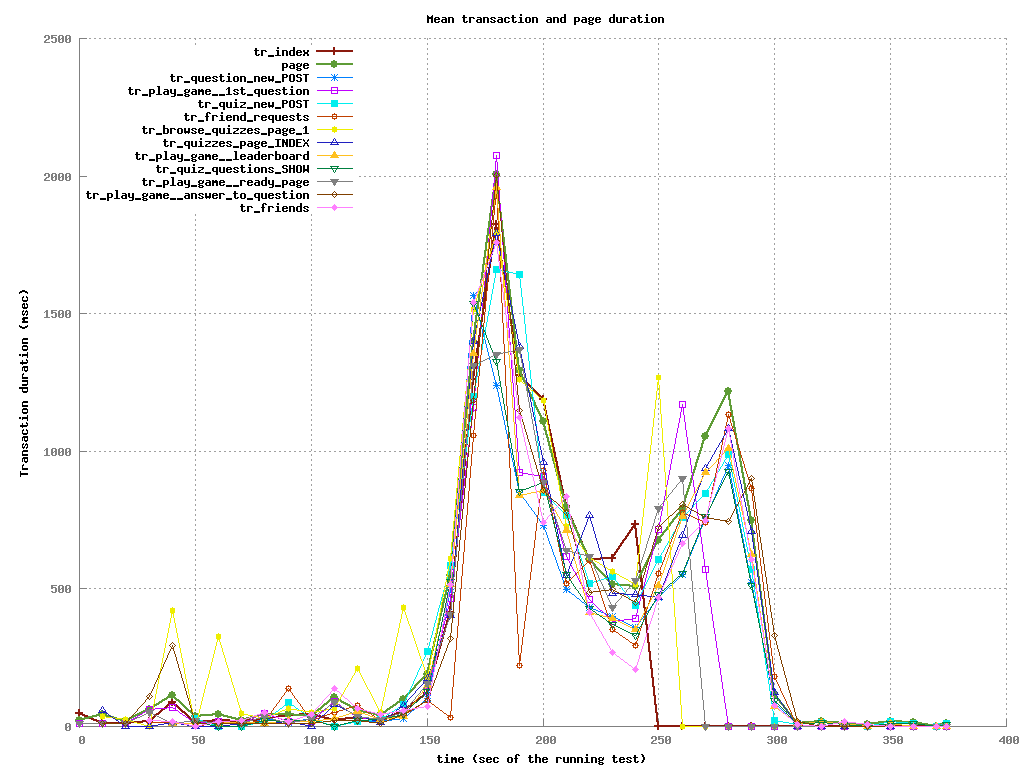 Mean transaction and page duration
2500
2000
1500
1000
500
0
Transaction duration (msec)
tr_index
page
tr_question_new_POST
tr_play_game__1st_question
tr_quiz_new_POST
tr_friend_requests
tr_browse_quizzes_page_1
tr_quizzes_page_INDEX
tr_play_game__leaderboard
tr_quiz_questions_SHOW
tr_play_game__ready_page
tr_play_game__answer_to_question
tr_friends
0 50 100 150 200 250 300 350 400
time (sec of the running test)